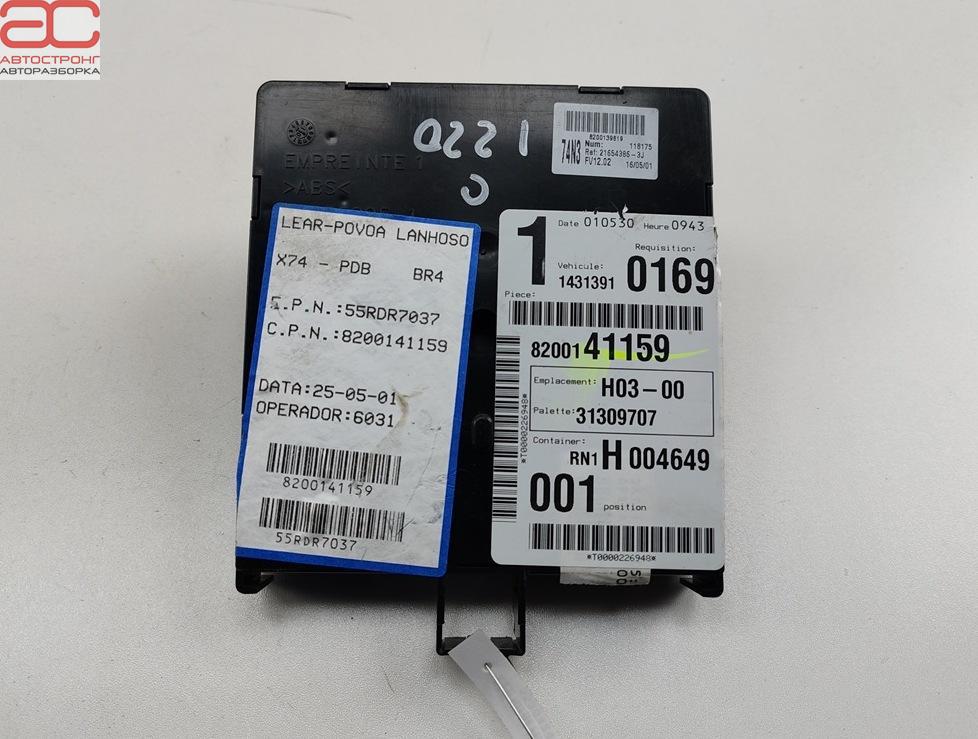 АВТОСТРОНГ
АВТОРАЗБОРКА
0221
C
EMPREINTE 1
>ABS<
8200139819
74N3
Num: 118175
Ref: 21654386-3J
FU12.02 16/05/01
LEAR-POVOA LANHOSO
X74 - PDB BR4
E.P.N.:55RDR7037
C.P.N.:8200141159
DATA:25-05-01
OPERADOR:6031
8200141159
55RDR7037
1
Date 010530 Heure 0943
Requisition:
Vehicule:
1431391 0169
Piece:
8200141159
Emplacement: H03-00
Palette: 31309707
Container:
RN1 H 004649
001 position
*T0000226948*
*T0000226948*